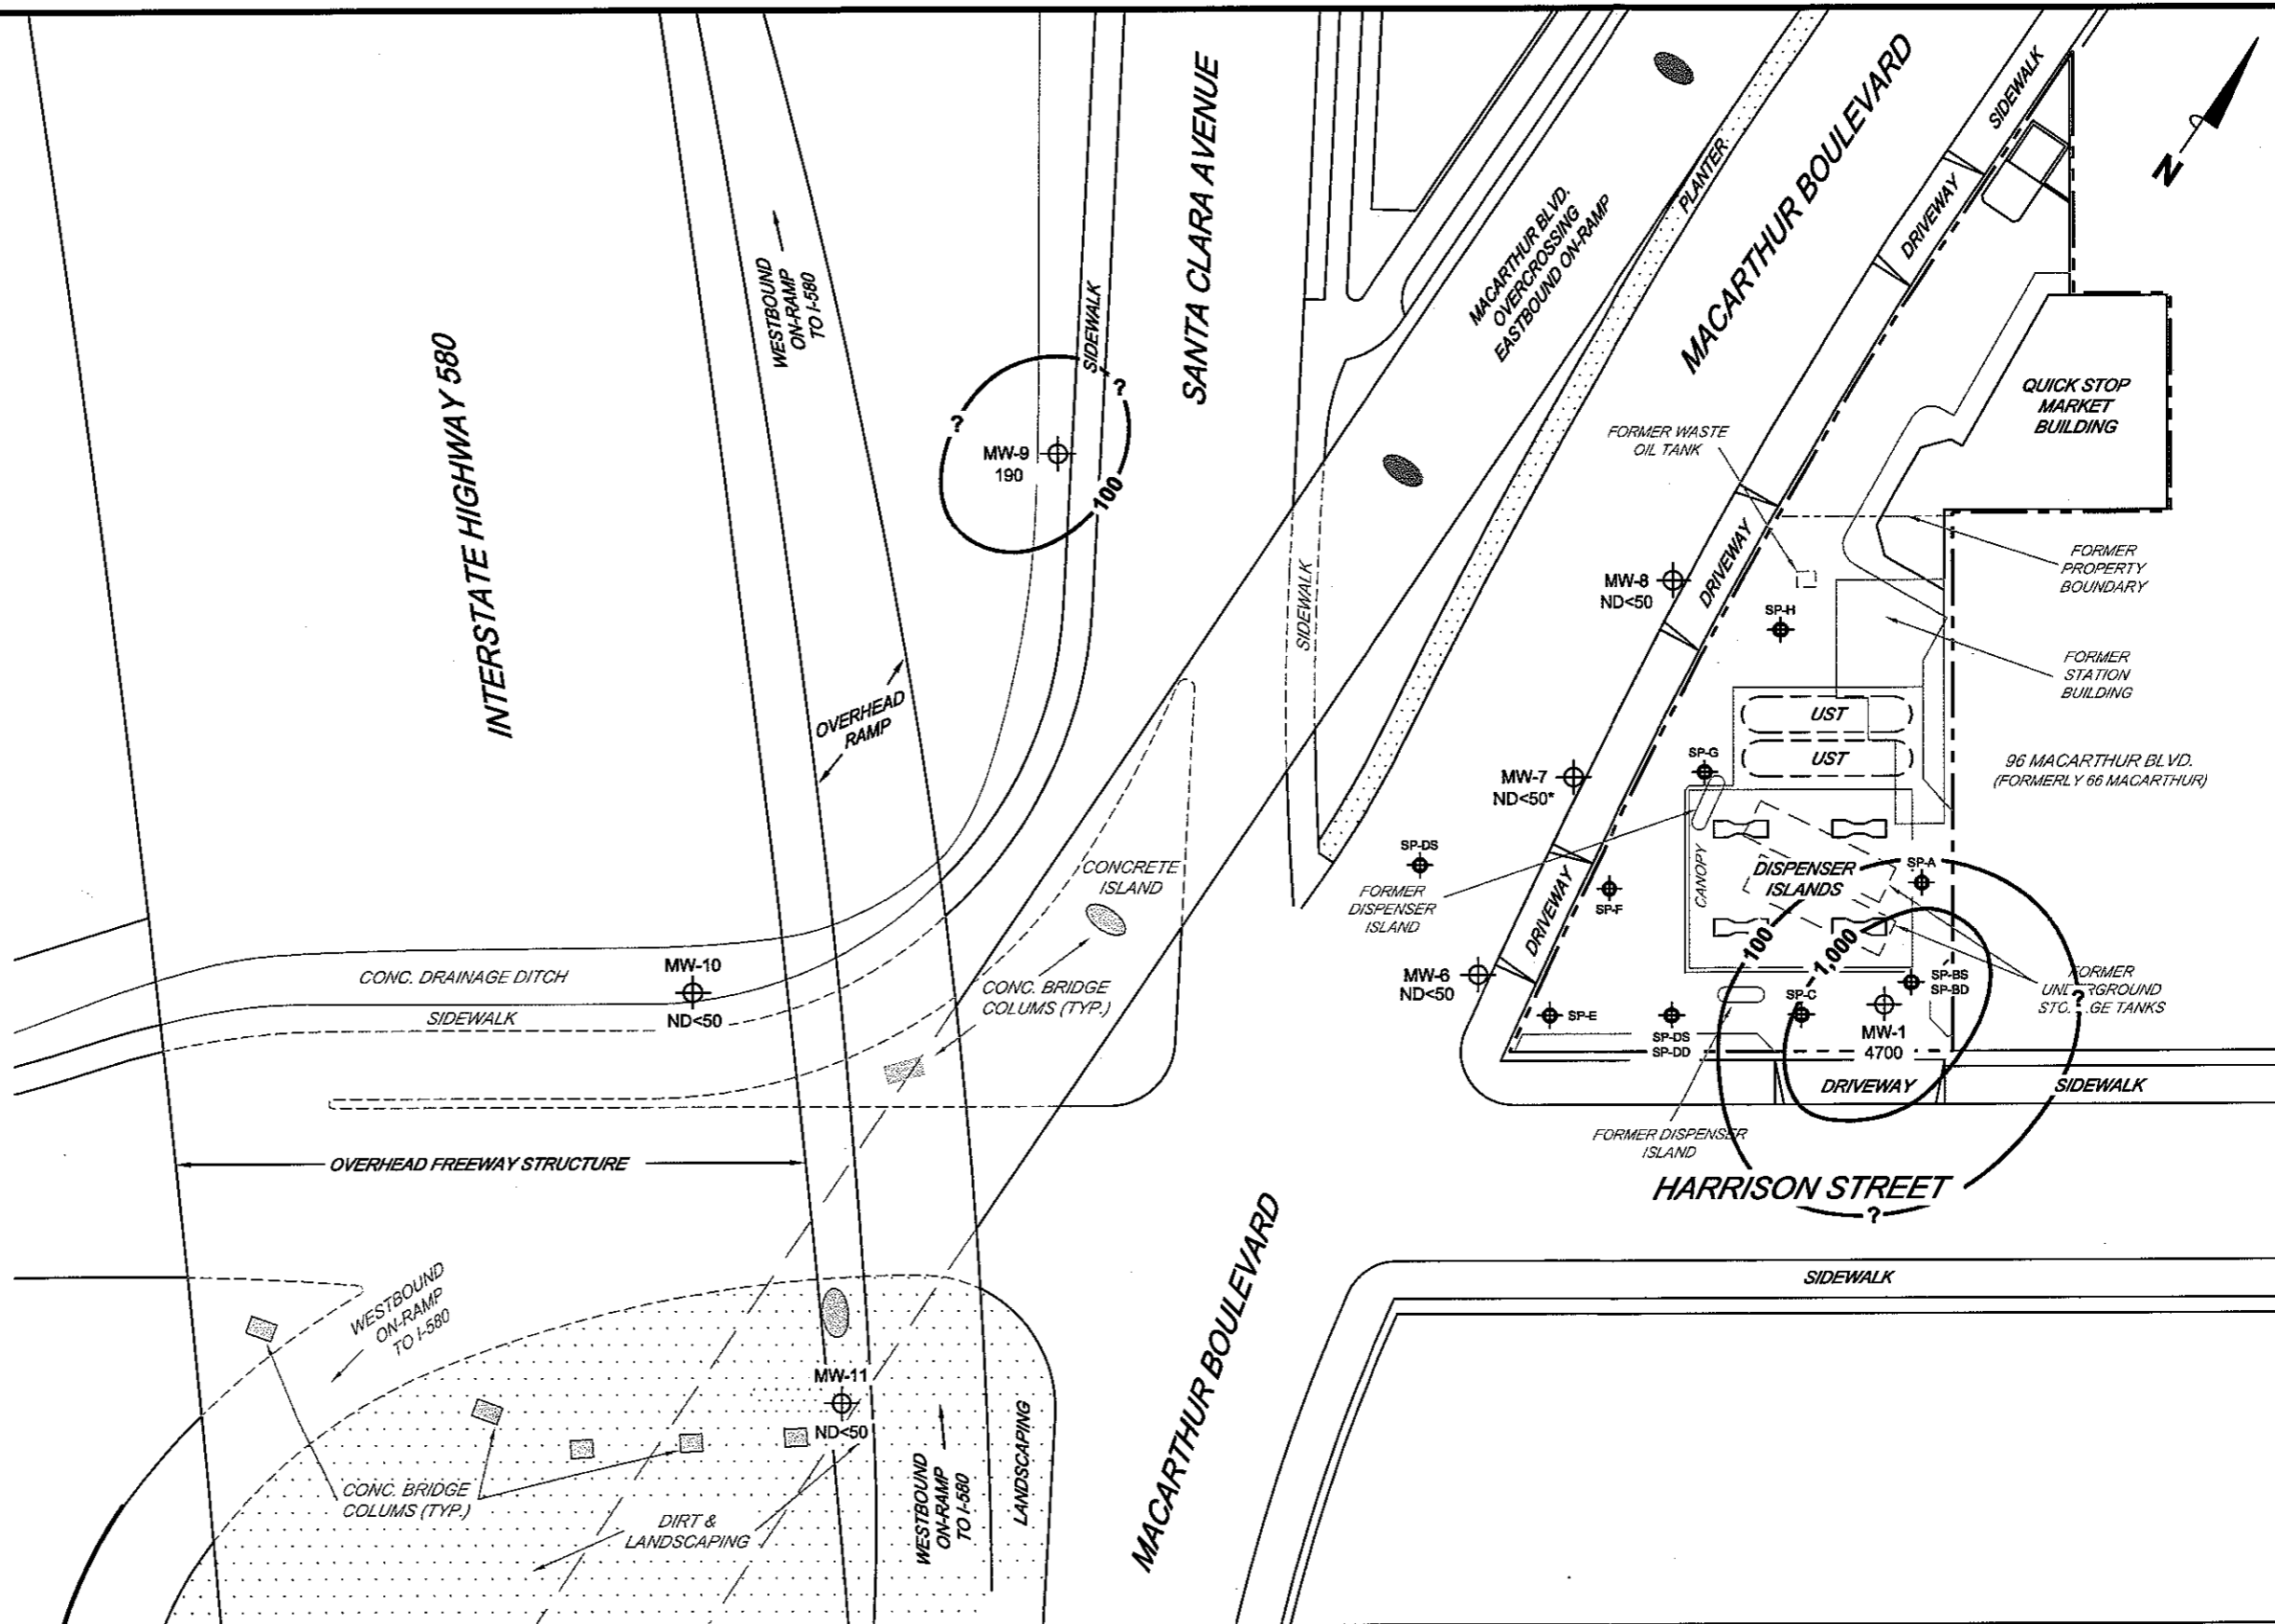 SANTA CLARA AVENUE
MACARTHUR BOULEVARD
SIDEWALK
PLANTER
DRIVEWAY
N
MACARTHUR BLVD.
OVERCROSSING
EASTBOUND ON-RAMP
WESTBOUND
ON-RAMP
TO I-580
SIDEWALK
INTERSTATE HIGHWAY 580
?
?
MW-9
190
100
QUICK STOP
MARKET
BUILDING
FORMER WASTE
OIL TANK
FORMER
PROPERTY
BOUNDARY
DRIVEWAY
MW-8
ND<50
SP-H
SIDEWALK
FORMER
STATION
BUILDING
OVERHEAD
RAMP
UST
UST
SP-G
96 MACARTHUR BLVD.
(FORMERLY 66 MACARTHUR)
MW-7
ND<50*
SP-DS
CONCRETE
ISLAND
FORMER
DISPENSER
ISLAND
CANOPY
DISPENSER
ISLANDS
SP-A
SP-F
DRIVEWAY
100
1,000
MW-10
ND<50
CONC. DRAINAGE DITCH
SIDEWALK
CONC. BRIDGE
COLUMS (TYP.)
MW-6
ND<50
SP-BS
SP-BD
FORMER
UNDERGROUND
STO. .GE TANKS
?
SP-E
SP-DS
SP-DD
SP-C
MW-1
4700
DRIVEWAY
SIDEWALK
FORMER DISPENSER
ISLAND
OVERHEAD FREEWAY STRUCTURE
HARRISON STREET
?
WESTBOUND
ON-RAMP
TO I-580
SIDEWALK
MACARTHUR BOULEVARD
MW-11
ND<50
LANDSCAPING
WESTBOUND
ON-RAMP
TO I-580
CONC. BRIDGE
COLUMS (TYP.)
DIRT &
LANDSCAPING